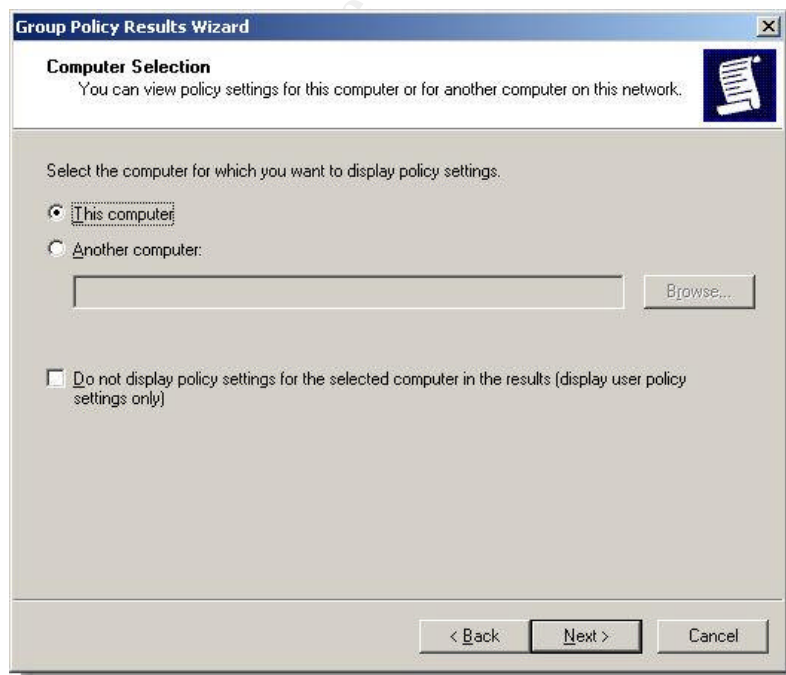 Group Policy Results Wizard
Computer Selection
You can view policy settings for this computer or for another computer on this network.
Select the computer for which you want to display policy settings.
This computer
Another computer:
Browse...
Do not display policy settings for the selected computer in the results (display user policy
settings only)
< Back
Next >
Cancel